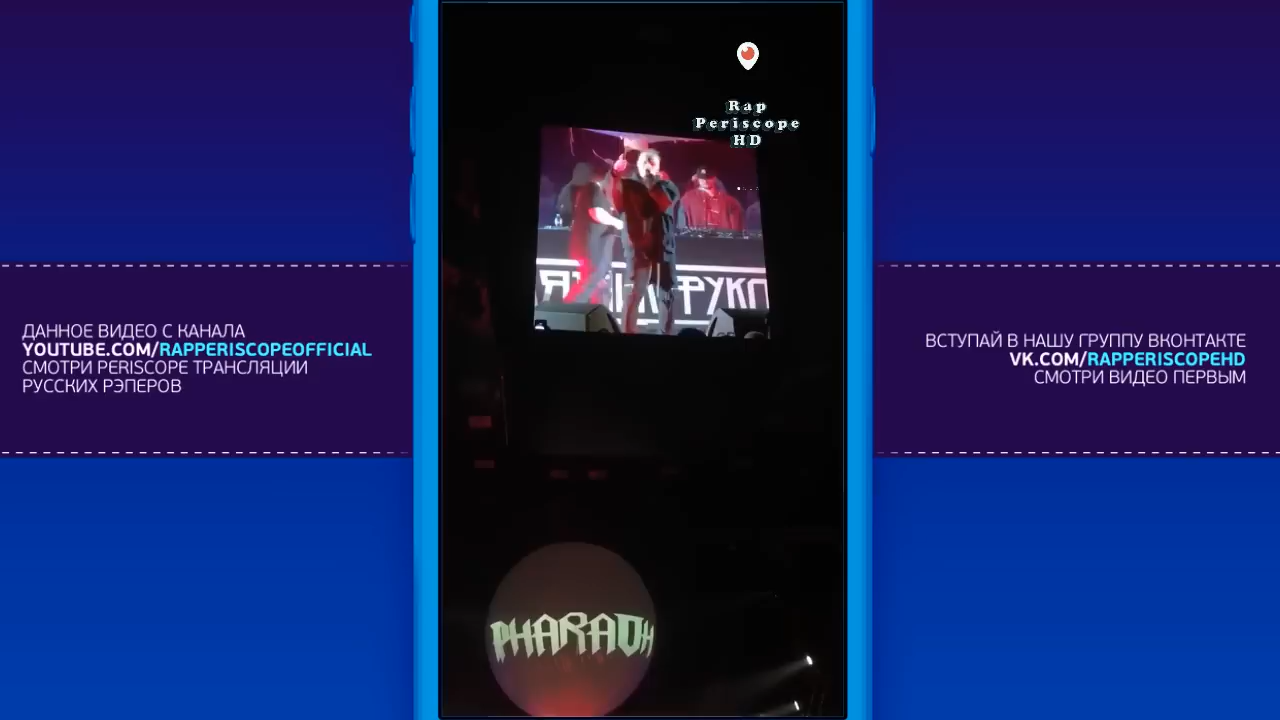 ДАННОЕ ВИДЕО С КАНАЛА
YOUTUBE.COM/RAPPERISCOPEOFFICIAL
СМОТРИ PERISCOPE ТРАНСЛЯЦИИ
РУССКИХ РЭПЕРОВ
Rap
Periscope
HD
PHARAOH
ВСТУПАЙ В НАШУ ГРУППУ ВКОНТАКТЕ
VK.COM/RAPPERISCOPEHD
СМОТРИ ВИДЕО ПЕРВЫМ